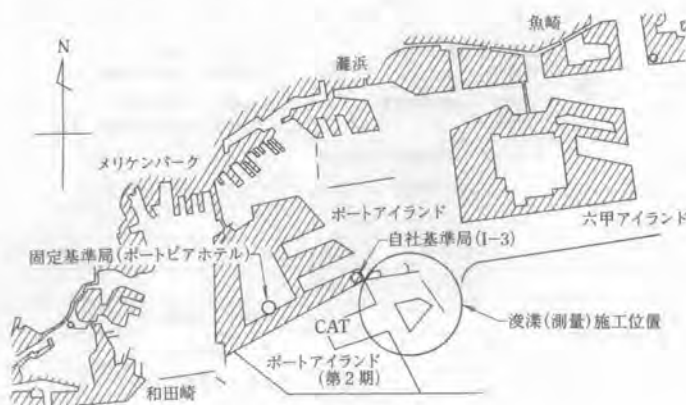 魚崎
灘浜
N
メリケンパーク
ポートアイランド
六甲アイランド
自社基準局(I-3)
固定基準局(ポートピアホテル)
CAT
浚渫(測量)施工位置
ポートアイランド
(第2期)
和田崎